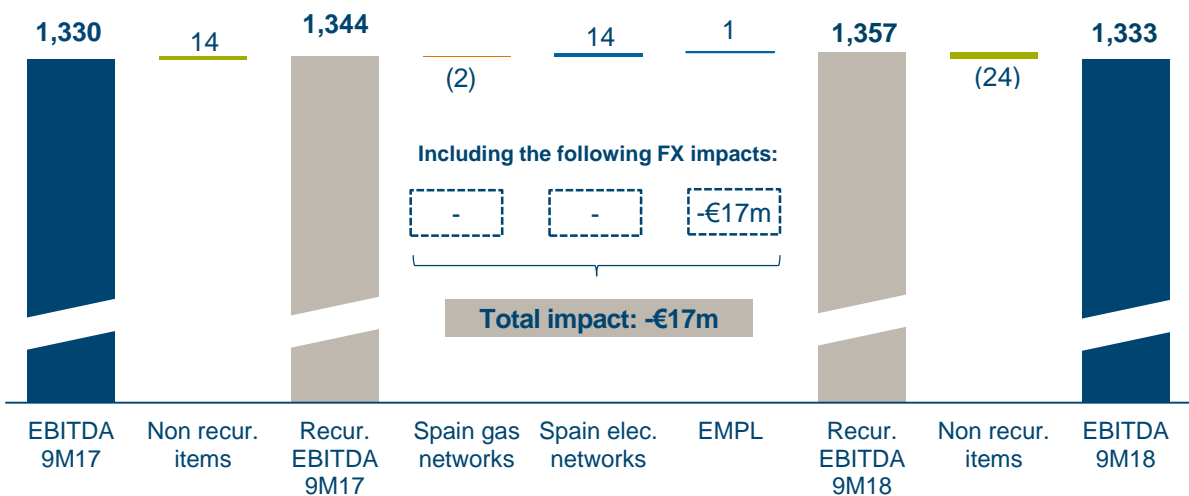 1,330
14
1,344
(2)
14
1
1,357
(24)
1,333
Including the following FX impacts:
-
-
-€17m
Total impact: -€17m
EBITDA
9M17
Non recur.
items
Recur.
EBITDA
9M17
Spain gas
networks
Spain elec.
networks
EMPL
Recur.
EBITDA
9M18
Non recur.
items
EBITDA
9M18